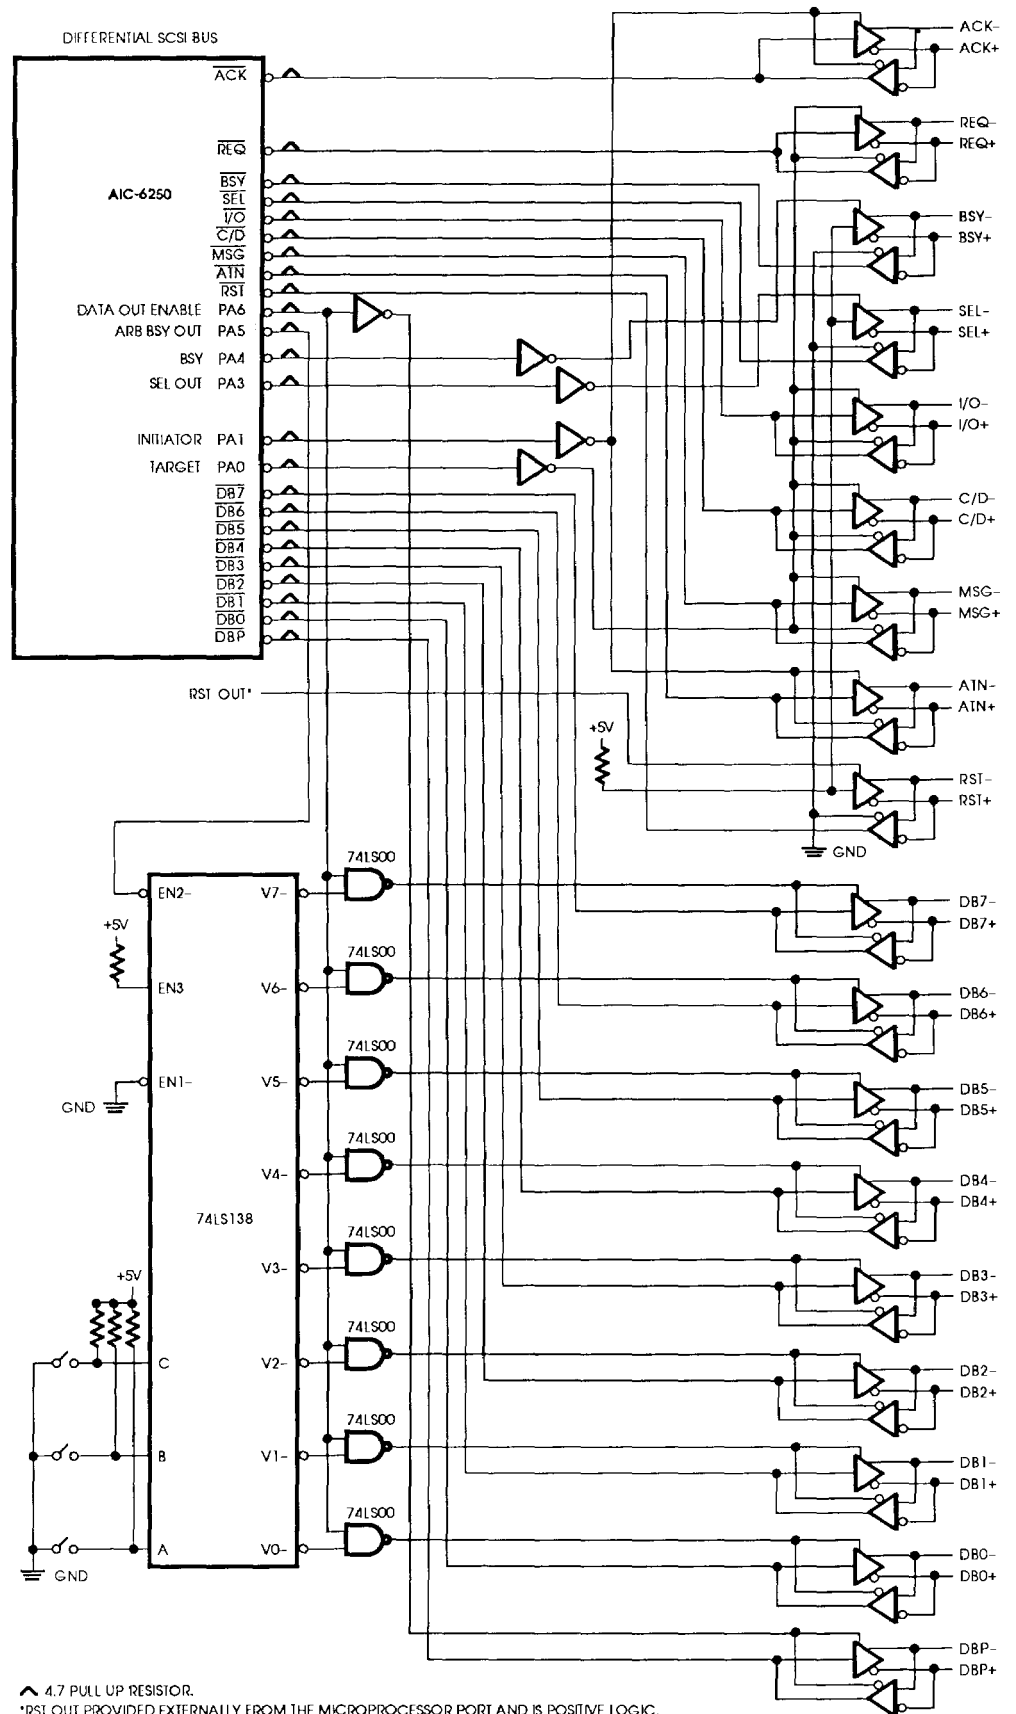 DIFFERENTIAL SCSI BUS
AIC-6250
ACK
REQ
BSY
SEL
I/O
C/D
MSG
ATN
RST
DATA OUT ENABLE PA6
ARB BSY OUT PA5
BSY PA4
SEL OUT PA3
INITIATOR PA1
TARGET PA0
DB7
DB6
DB5
DB4
DB3
DB2
DB1
DB0
DBP
RST OUT*
+5V
GND
ACK-
ACK+
REQ-
REQ+
BSY-
BSY+
SEL-
SEL+
I/O-
I/O+
C/D-
C/D+
MSG-
MSG+
ATN-
ATN+
RST-
RST+
EN2-
+5V
EN3
EN1-
GND
74LS138
+5V
C
B
A
GND
V7-
V6-
V5-
V4-
V3-
V2-
V1-
V0-
74LS00
74LS00
74LS00
74LS00
74LS00
74LS00
74LS00
74LS00
DB7-
DB7+
DB6-
DB6+
DB5-
DB5+
DB4-
DB4+
DB3-
DB3+
DB2-
DB2+
DB1-
DB1+
DB0-
DB0+
DBP-
DBP+
4.7 PULL UP RESISTOR.
*RST OUT PROVIDED EXTERNALLY FROM THE MICROPROCESSOR PORT AND IS POSITIVE LOGIC.